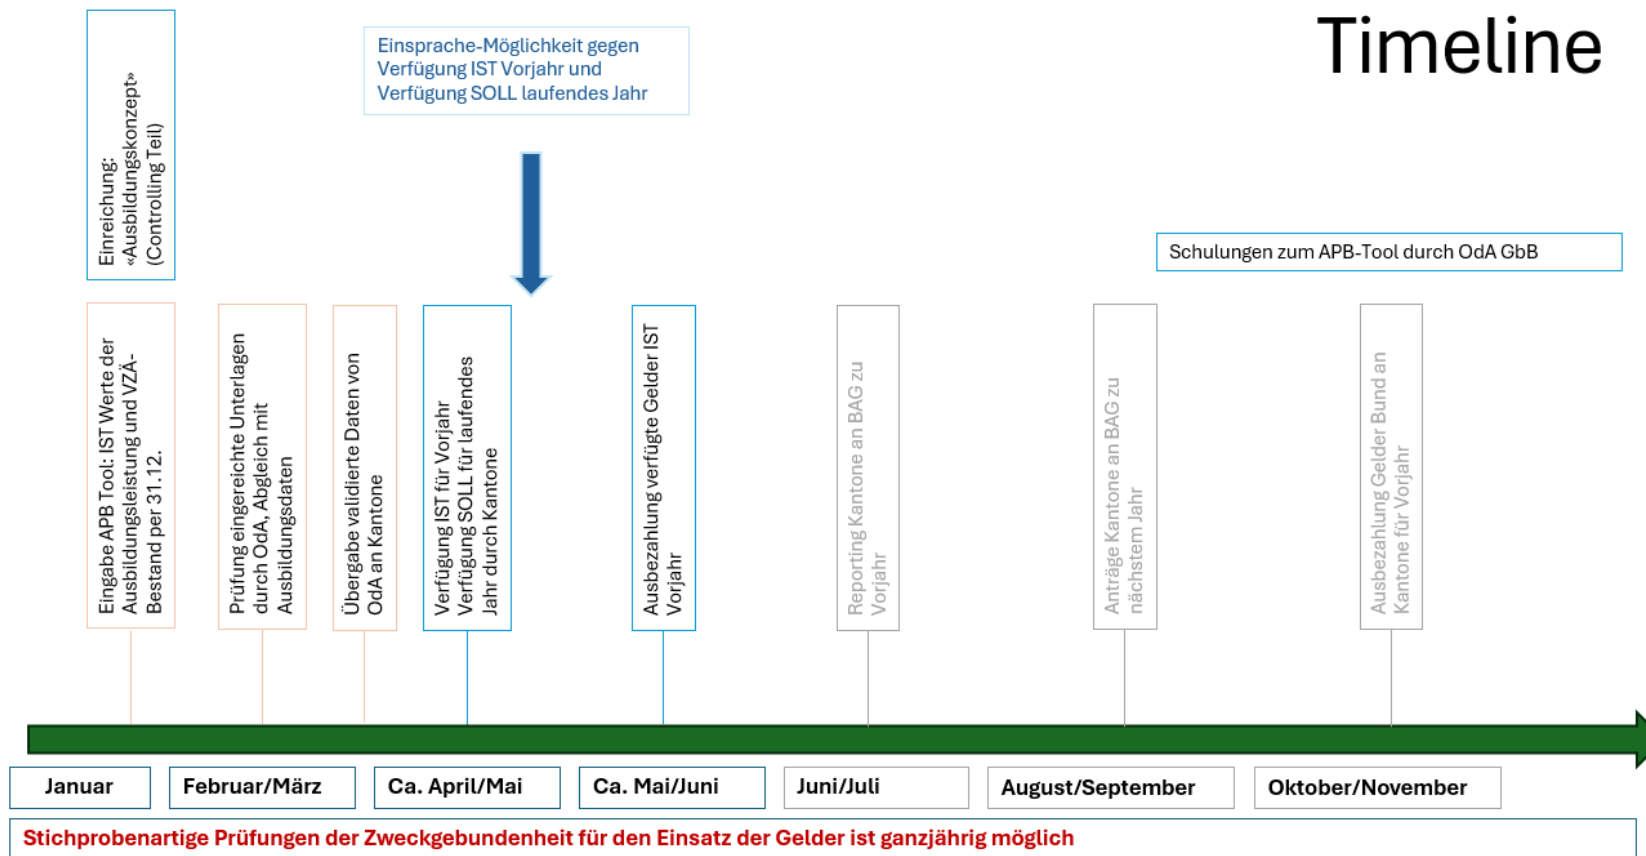 Timeline
Einreichung:
«Ausbildungskonzept»
(Controlling Teil)
Einsprache-Möglichkeit gegen
Verfügung IST Vorjahr und
Verfügung SOLL laufendes Jahr
Schulungen zum APB-Tool durch OdA GbB
Eingabe APB Tool: IST Werte der
Ausbildungsleistung und VZÄ-
Bestand per 31.12.
Prüfung eingereichte Unterlagen
durch OdA, Abgleich mit
Ausbildungsdaten
Übergabe validierte Daten von
OdA an Kantone
Verfügung IST für Vorjahr
Verfügung SOLL für laufendes
Jahr durch Kantone
Ausbezahlung verfügte Gelder IST
Vorjahr
Reporting Kantone an BAG zu
Vorjahr
Anträge Kantone an BAG zu
nächstem Jahr
Ausbezahlung Gelder Bund an
Kantone für Vorjahr
Januar
Februar/März
Ca. April/Mai
Ca. Mai/Juni
Juni/Juli
August/September
Oktober/November
Stichprobenartige Prüfungen der Zweckgebundenheit für den Einsatz der Gelder ist ganzjährig möglich